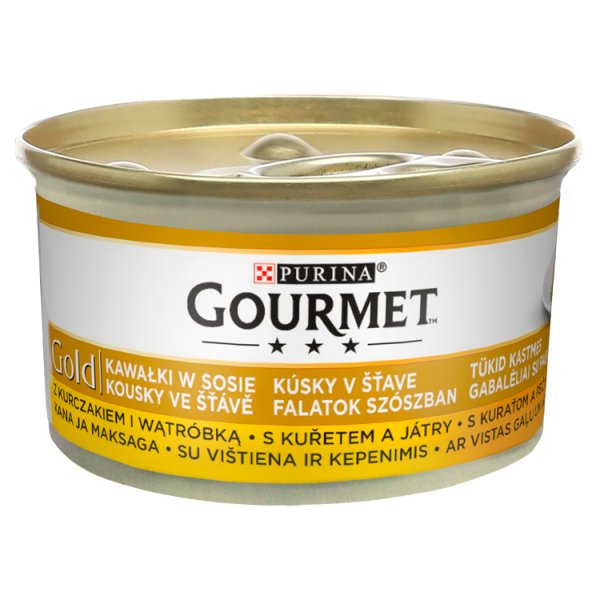 PURINA®
GOURMET™
Gold
KAWAŁKI W SOSIE
KOUSKY VE ŠŤÁVĚ
KÚSKY V ŠŤAVE
FALATOK SZÓSZBAN
TÜKID KASTMES
GABALĖLIAI SU
Z KURCZAKIEM I WĄTRÓBKĄ • S KUŘETEM A JÁTRY • S KURAŤOM A
KANA JA MAKSAGA • SU VIŠTIENA IR KEPENIMIS • AR VISTAS GAĻU UN